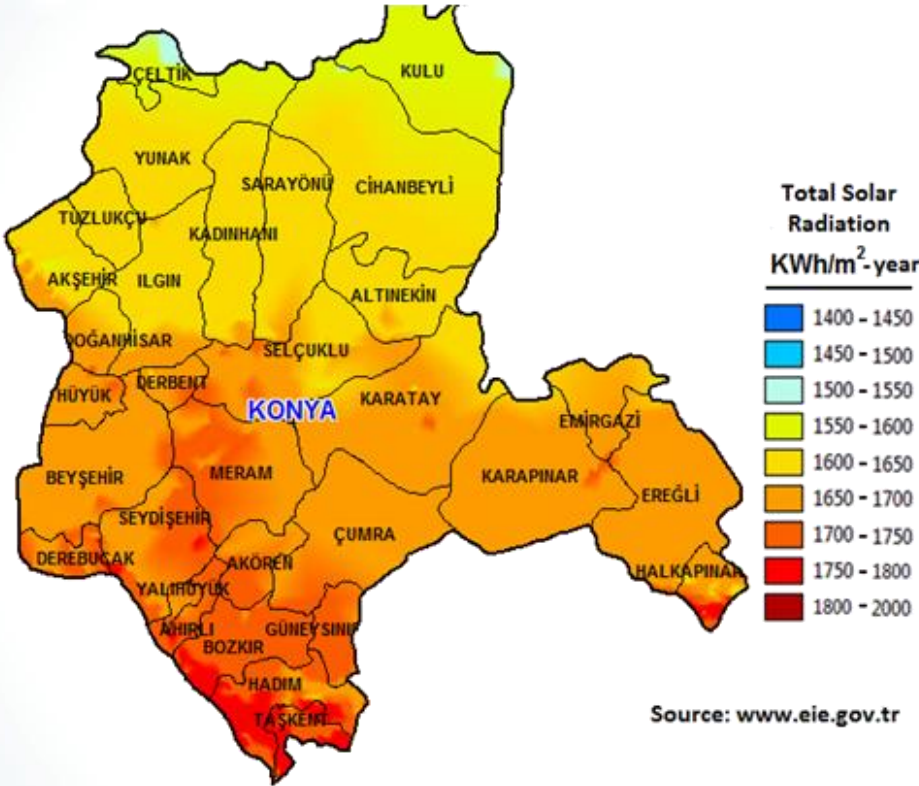 ÇELTİK
KULU
YUNAK
SARAYÖNÜ
CİHANBEYLİ
TUZLUKÇU
KADINHANI
AKŞEHİR
ILGIN
ALTINEKİN
DOĞANHİSAR
SELÇUKLU
HÜYÜK
DERBENT
KONYA
KARATAY
EMİRGAZİ
BEYŞEHİR
MERAM
KARAPINAR
EREĞLİ
SEYDİŞEHİR
ÇUMRA
DEREBUCAK
AKÖREN
HALKAPINAR
YALIHÜYÜK
AHIRLI
GÜNEYSINIR
BOZKIR
HADIM
TAŞKENT
Total Solar
Radiation
KWh/m²-year
1400 - 1450
1450 - 1500
1500 - 1550
1550 - 1600
1600 - 1650
1650 - 1700
1700 - 1750
1750 - 1800
1800 - 2000
Source: www.eie.gov.tr